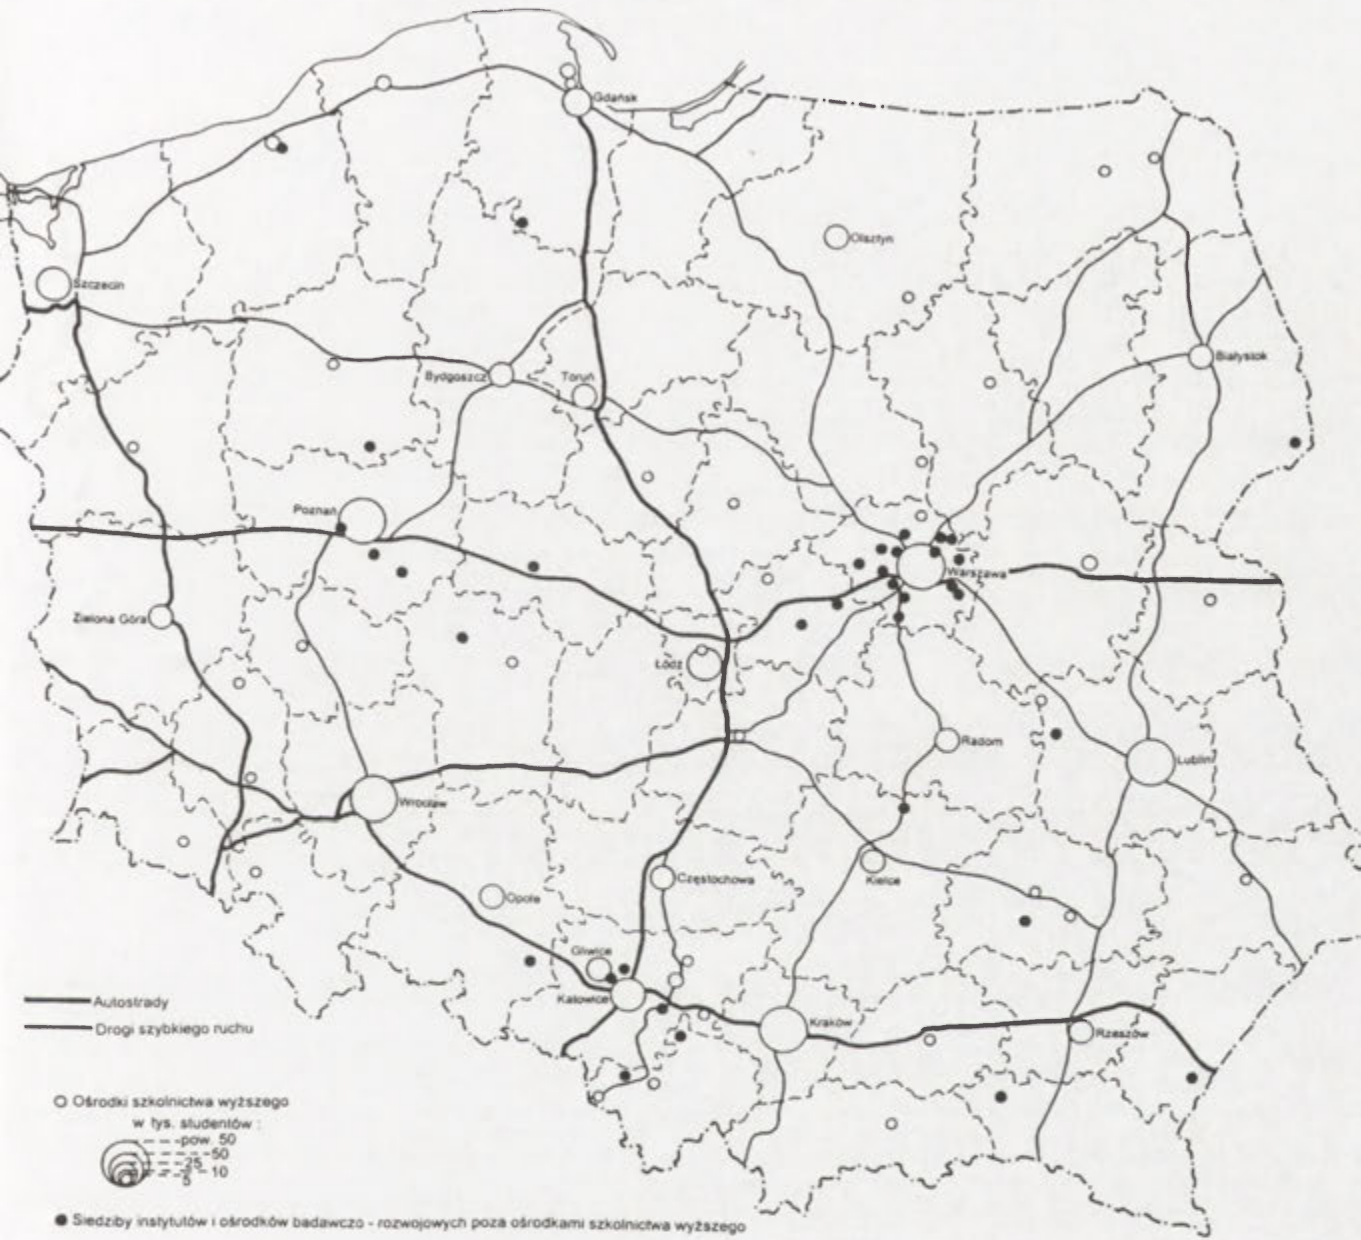 Gdańsk
Olsztyn
Szczecin
Białystok
Bydgoszcz
Toruń
Poznań
Warszawa
Zielona Góra
Łódz
Radom
Lublin
Wrocław
Kielce
Częstochowa
Opole
Gliwice
Katowice
Kraków
Rzeszów
Autostrady
Drogi szybkiego ruchu
Ośrodki szkolnictwa wyższego
w tys. studentów :
pow. 50
50
25
10
5
Siedziby instytutów i ośrodków badawczo - rozwojowych poza ośrodkami szkolnictwa wyższego